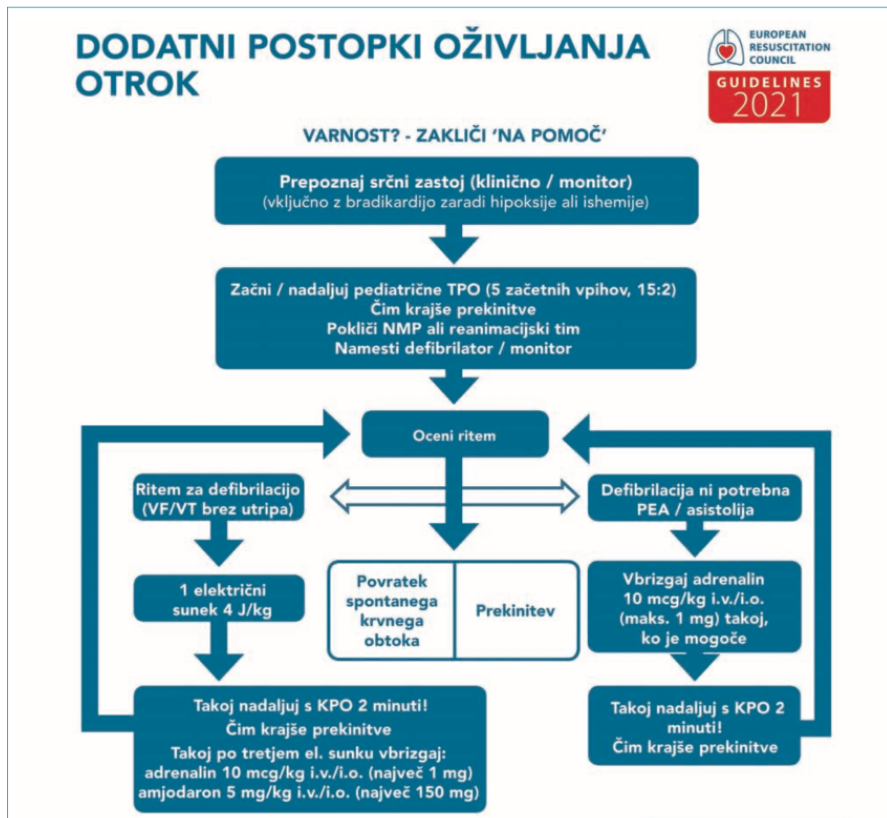 DODATNI POSTOPKI OŽIVLJANJA
OTROK
EUROPEAN
RESUSCITATION
COUNCIL
GUIDELINES
2021
VARNOST? - ZAKLIČI ‘NA POMOČ’
Prepoznaj srčni zastoj (klinično / monitor)
(vključno z bradikardijo zaradi hipoksije ali ishemije)
Začni / nadaljuj pediatrične TPO (5 začetnih vpihov, 15:2)
Čim krajše prekinitve
Pokliči NMP ali reanimacijski tim
Namesti defibrilator / monitor
Oceni ritem
Ritem za defibrilacijo
(VF/VT brez utripa)
1 električni
sunek 4 J/kg
Takoj nadaljuj s KPO 2 minuti!
Čim krajše prekinitve
Takoj po tretjem el. sunku vbrizgaj:
adrenalin 10 mcg/kg i.v./i.o. (največ 1 mg)
amjodaron 5 mg/kg i.v./i.o. (največ 150 mg)
Povratek
spontanega
krvnega
obtoka
Prekinitev
Defibrilacija ni potrebna
PEA / asistolija
Vbrizgaj adrenalin
10 mcg/kg i.v./i.o.
(maks. 1 mg) takoj,
ko je mogoče
Takoj nadaljuj s KPO 2
minuti!
Čim krajše prekinitve